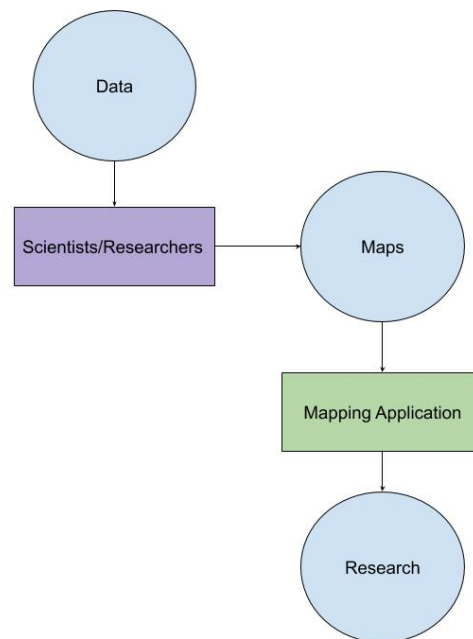 Data
Scientists/Researchers
Maps
Mapping Application
Research